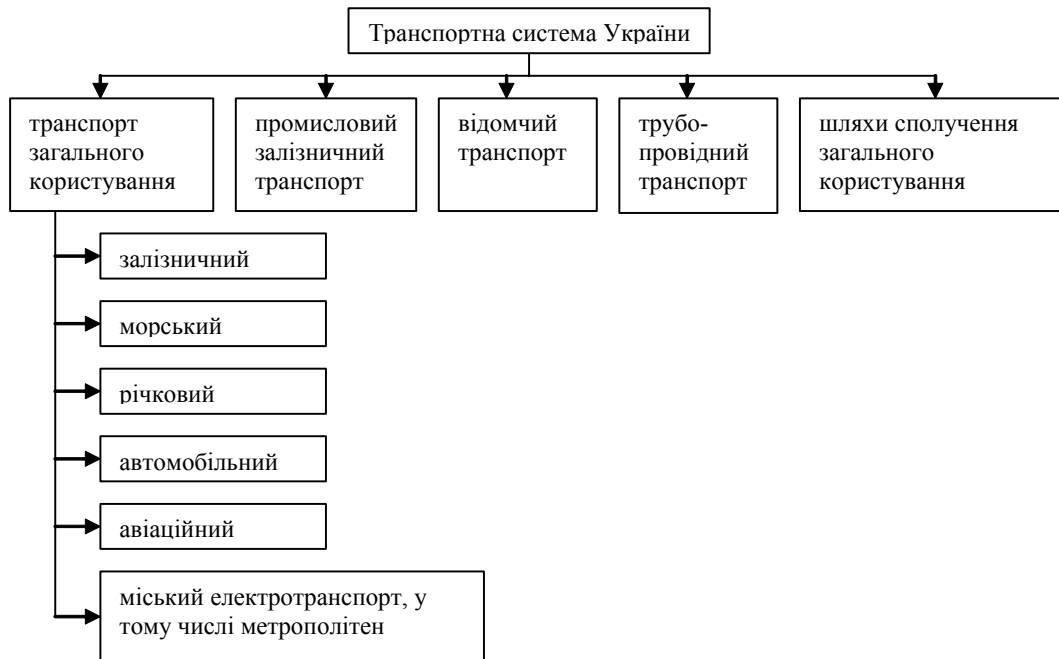 Транспортна система України
транспорт
загального
користування
промисловий
залізничний
транспорт
відомчий
транспорт
трубо-
провідний
транспорт
шляхи сполучення
загального
користування
залізничний
морський
річковий
автомобільний
авіаційний
міський електротранспорт, у
тому числі метрополітен